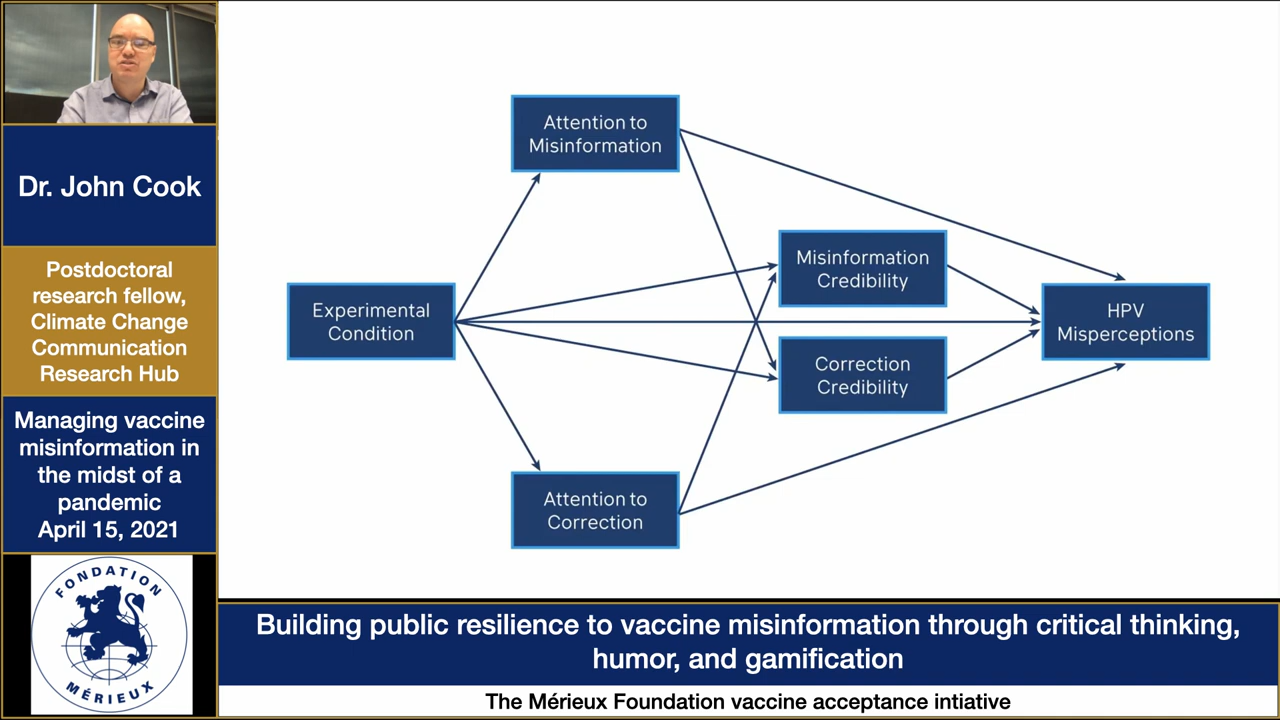 Dr. John Cook
Postdoctoral
research fellow,
Climate Change
Communication
Research Hub
Managing vaccine
misinformation in
the midst of a
pandemic
April 15, 2021
FONDATION
MÉRIEUX
Attention to
Misinformation
Misinformation
Credibility
Experimental
Condition
HPV
Misperceptions
Correction
Credibility
Attention to
Correction
Building public resilience to vaccine misinformation through critical thinking,
humor, and gamification
The Mérieux Foundation vaccine acceptance intiative